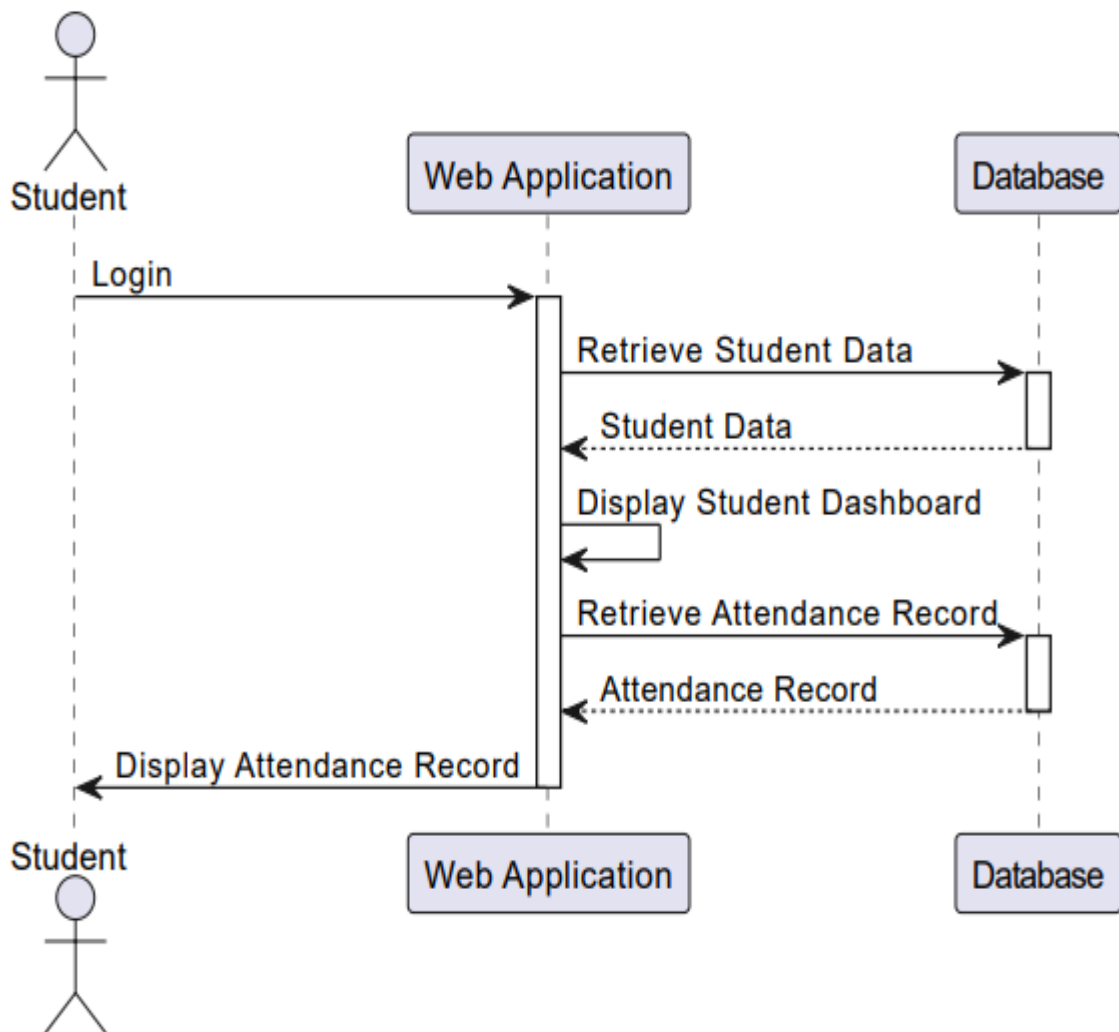 Student
Web Application
Database
Login
Retrieve Student Data
Student Data
Display Student Dashboard
Retrieve Attendance Record
Attendance Record
Display Attendance Record
Student
Web Application
Database